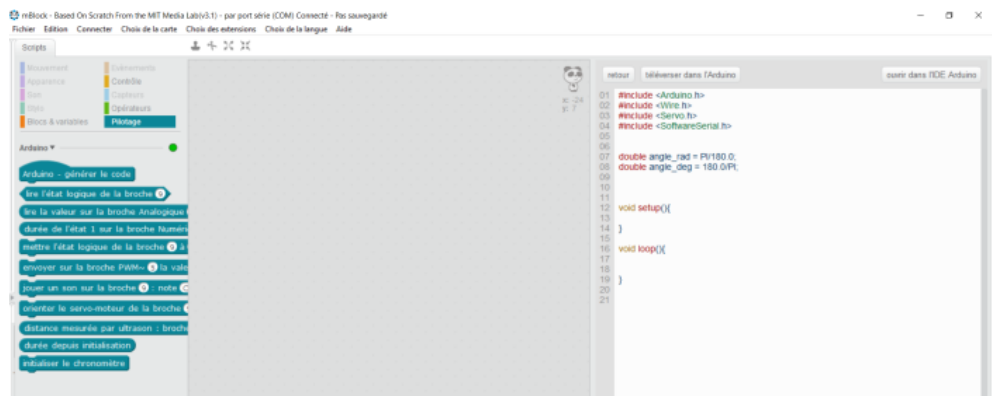 mBlock - Based On Scratch From the MIT Media Lab(v3.1) - par port série (COM) Connecté - Pas sauvegardé
Fichier Edition Connecter Choix de la carte Choix des extensions Choix de la langue Aide
Scripts
Mouvement Evènements
Apparence Contrôle
Son Capteurs
Stylo Opérateurs
Blocs & variables Pilotage
Arduino
Arduino - générer le code
lire l'état logique de la broche 9
lire la valeur sur la broche Analogique
durée de l'état 1 sur la broche Numéri
mettre l'état logique de la broche 9 à
envoyer sur la broche PWM~ 5 la vale
jouer un son sur la broche 9 : note
orienter le servo-moteur de la broche
distance mesurée par ultrason : broche
durée depuis initialisation
initialiser le chronomètre
x: -24
y: 7
retour téléverser dans l'Arduino ouvrir dans l'IDE Arduino
01 #include <Arduino.h>
02 #include <Wire.h>
03 #include <Servo.h>
04 #include <SoftwareSerial.h>
05
06
07 double angle_rad = PI/180.0;
08 double angle_deg = 180.0/PI;
09
10
11
12 void setup(){
13
14 }
15
16 void loop(){
17
18
19 }
20
21